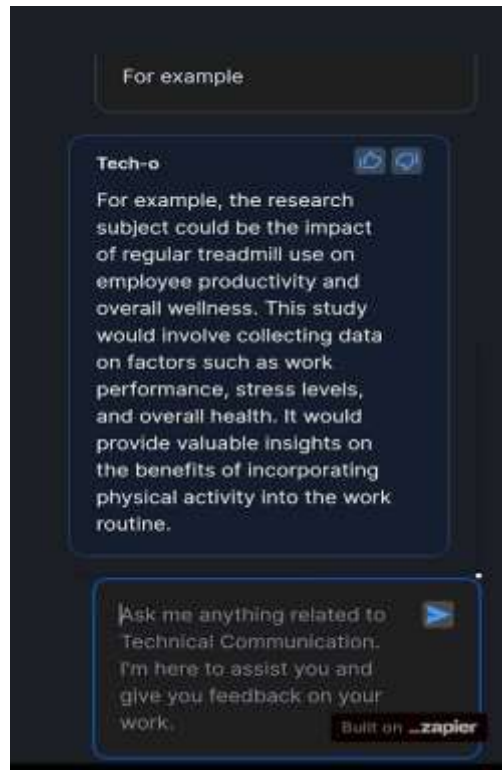 For example
Tech-o
For example, the research
subject could be the impact
of regular treadmill use on
employee productivity and
overall wellness. This study
would involve collecting data
on factors such as work
performance, stress levels,
and overall health. It would
provide valuable insights on
the benefits of incorporating
physical activity into the work
routine.
Ask me anything related to
Technical Communication.
I'm here to assist you and
give you feedback on your
work.
Built on _zapier